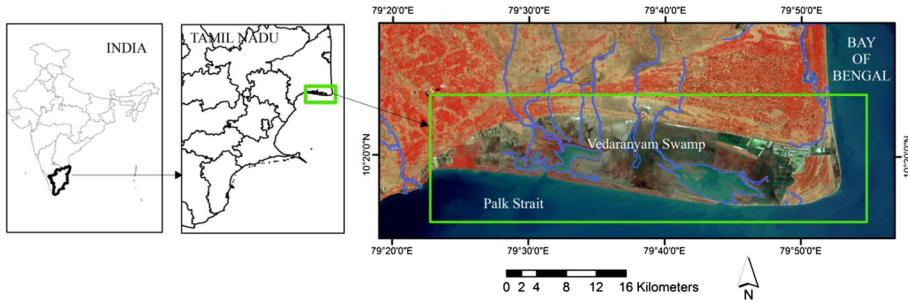 INDIA
TAMIL NADU
79°20'0"E 79°30'0"E 79°40'0"E 79°50'0"E
BAY
OF
BENGAL
10°20'0"N
Vedaranyam Swamp
10°20'0"N
Palk Strait
79°20'0"E 79°30'0"E 79°40'0"E 79°50'0"E
0 2 4 8 12 16 Kilometers
N